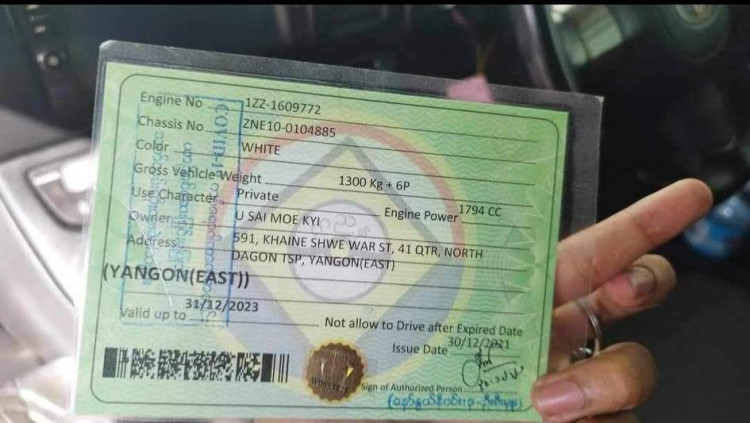 Engine No 1ZZ-1609772
Chassis No ZNE10-0104885
Color WHITE
Gross Vehicle Weight 1300 Kg + 6P
Use Character Private Engine Power 1794 CC
Owner U SAI MOE KYI
Address 591, KHAINE SHWE WAR ST, 41 QTR, NORTH
DAGON TSP, YANGON(EAST)
(YANGON(EAST))
Valid up to 31/12/2023 Not allow to Drive after Expired Date
Issue Date 30/12/2021
Sign of Authorized Person
COVID-1